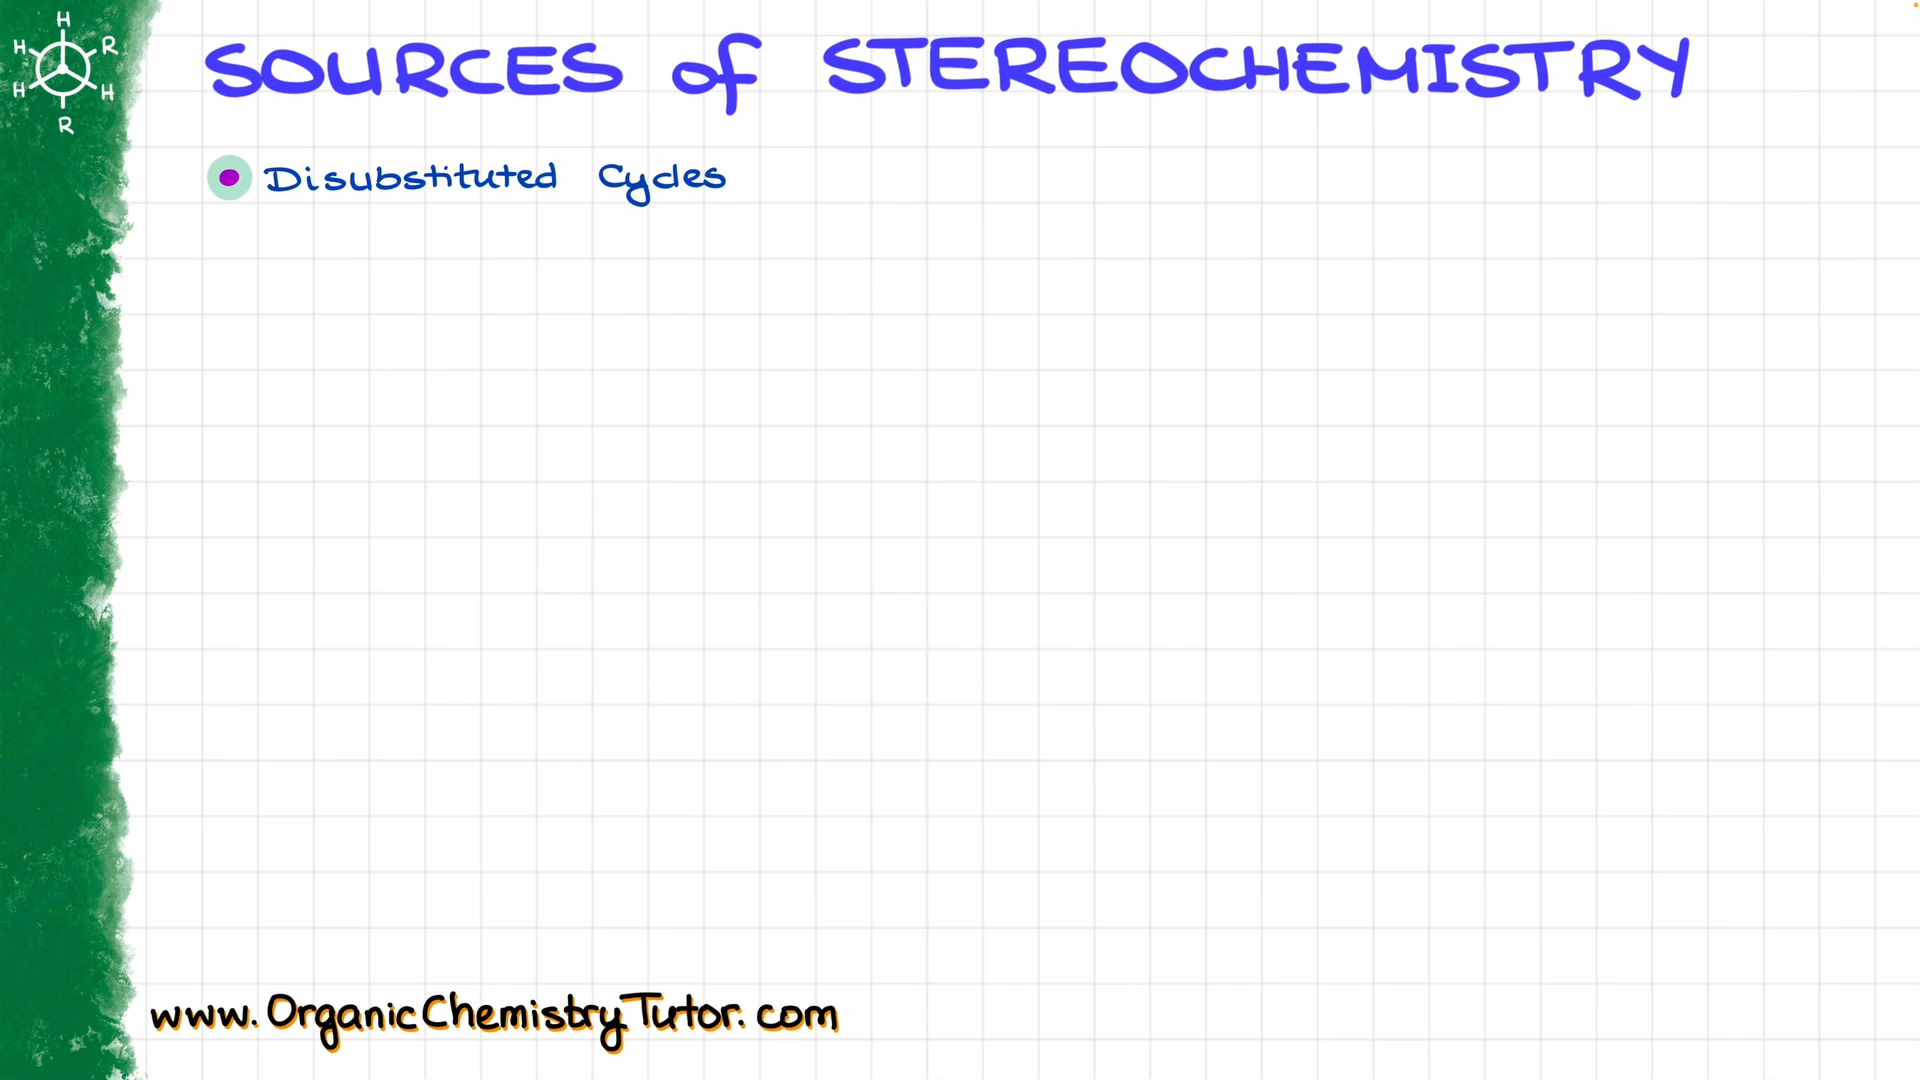 H
H R
H H
R
SOURCES of STEREOCHEMISTRY
Disubstituted Cycles
www.OrganicChemistryTutor.com